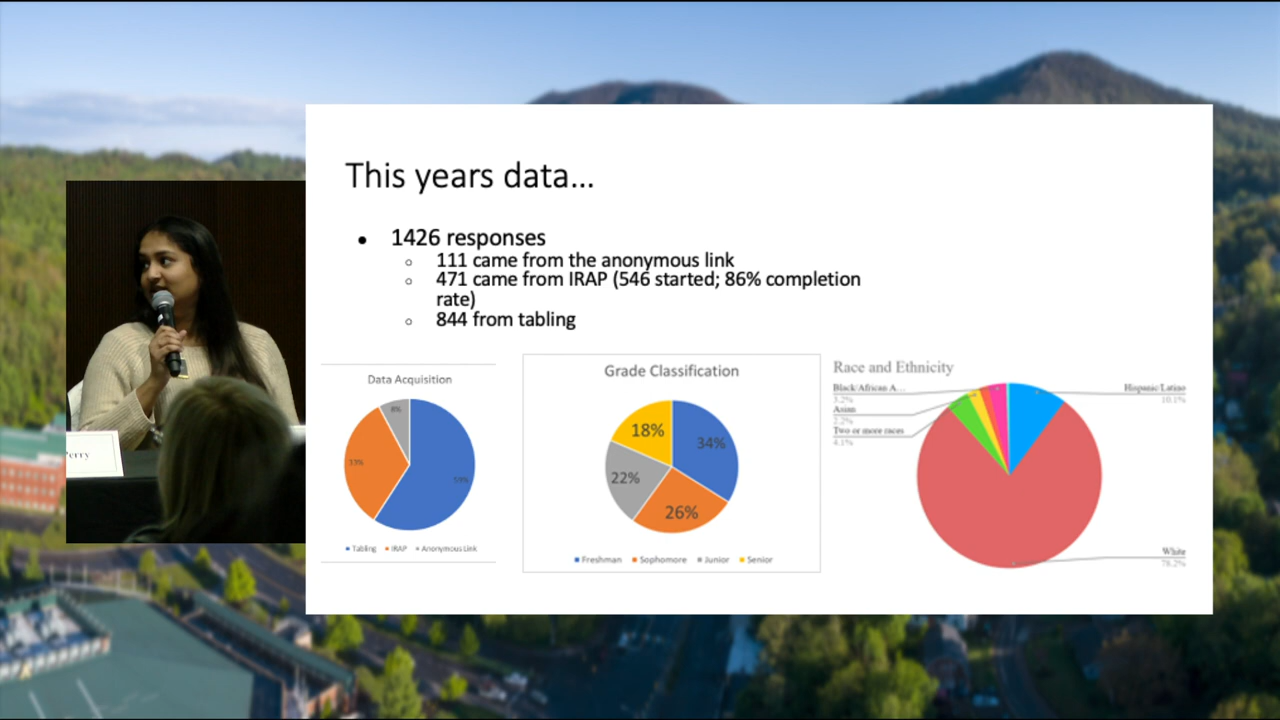 This years data...
● 1426 responses
○ 111 came from the anonymous link
○ 471 came from IRAP (546 started; 86% completion
rate)
○ 844 from tabling
Data Acquisition
8%
33%
59%
Tabling IRAP Anonymous Link
Grade Classification
18%
34%
22%
26%
Freshman Sophomore Junior Senior
Race and Ethnicity
Black/African A...
3.2%
Asian
2.2%
Two or more races
4.1%
Hispanic/Latino
10.1%
White
78.2%
erry